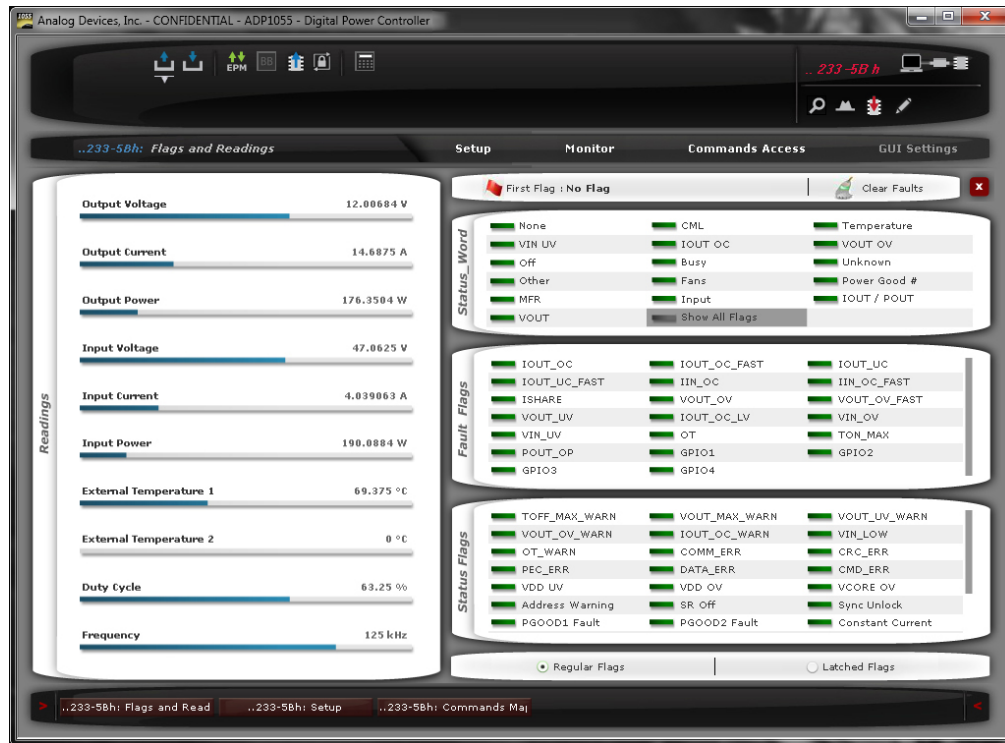 Analog Devices, Inc. - CONFIDENTIAL - ADP1055 - Digital Power Controller
EPM
88
.. 233-5B h
..233-5Bh: Flags and Readings
Setup
Monitor
Commands Access
GUI Settings
Readings
Output Voltage 12.00684 V
Output Current 14.6875 A
Output Power 176.3504 W
Input Voltage 47.0625 V
Input Current 4.039063 A
Input Power 190.0884 W
External Temperature 1 69.375 °C
External Temperature 2 0 °C
Duty Cycle 63.25 %
Frequency 125 kHz
First Flag : No Flag
Clear Faults
x
Status_Word
None CML Temperature
VIN UV IOUT OC VOUT OV
Off Busy Unknown
Other Fans Power Good #
MFR Input IOUT / POUT
VOUT Show All Flags
Fault Flags
IOUT_OC IOUT_OC_FAST IOUT_UC
IOUT_UC_FAST IIN_OC IIN_OC_FAST
ISHARE VOUT_OV VOUT_OV_FAST
VOUT_UV IOUT_OC_LV VIN_OV
VIN_UV OT TON_MAX
POUT_OP GPIO1 GPIO2
GPIO3 GPIO4
Status Flags
TOFF_MAX_WARN VOUT_MAX_WARN VOUT_UV_WARN
VOUT_OV_WARN IOUT_OC_WARN VIN_LOW
OT_WARN COMM_ERR CRC_ERR
PEC_ERR DATA_ERR CMD_ERR
VDD UV VDD OV VCORE OV
Address Warning SR Off Sync Unlock
PGOOD1 Fault PGOOD2 Fault Constant Current
Regular Flags
Latched Flags
> ..233-5Bh: Flags and Read ..233-5Bh: Setup ..233-5Bh: Commands Ma <